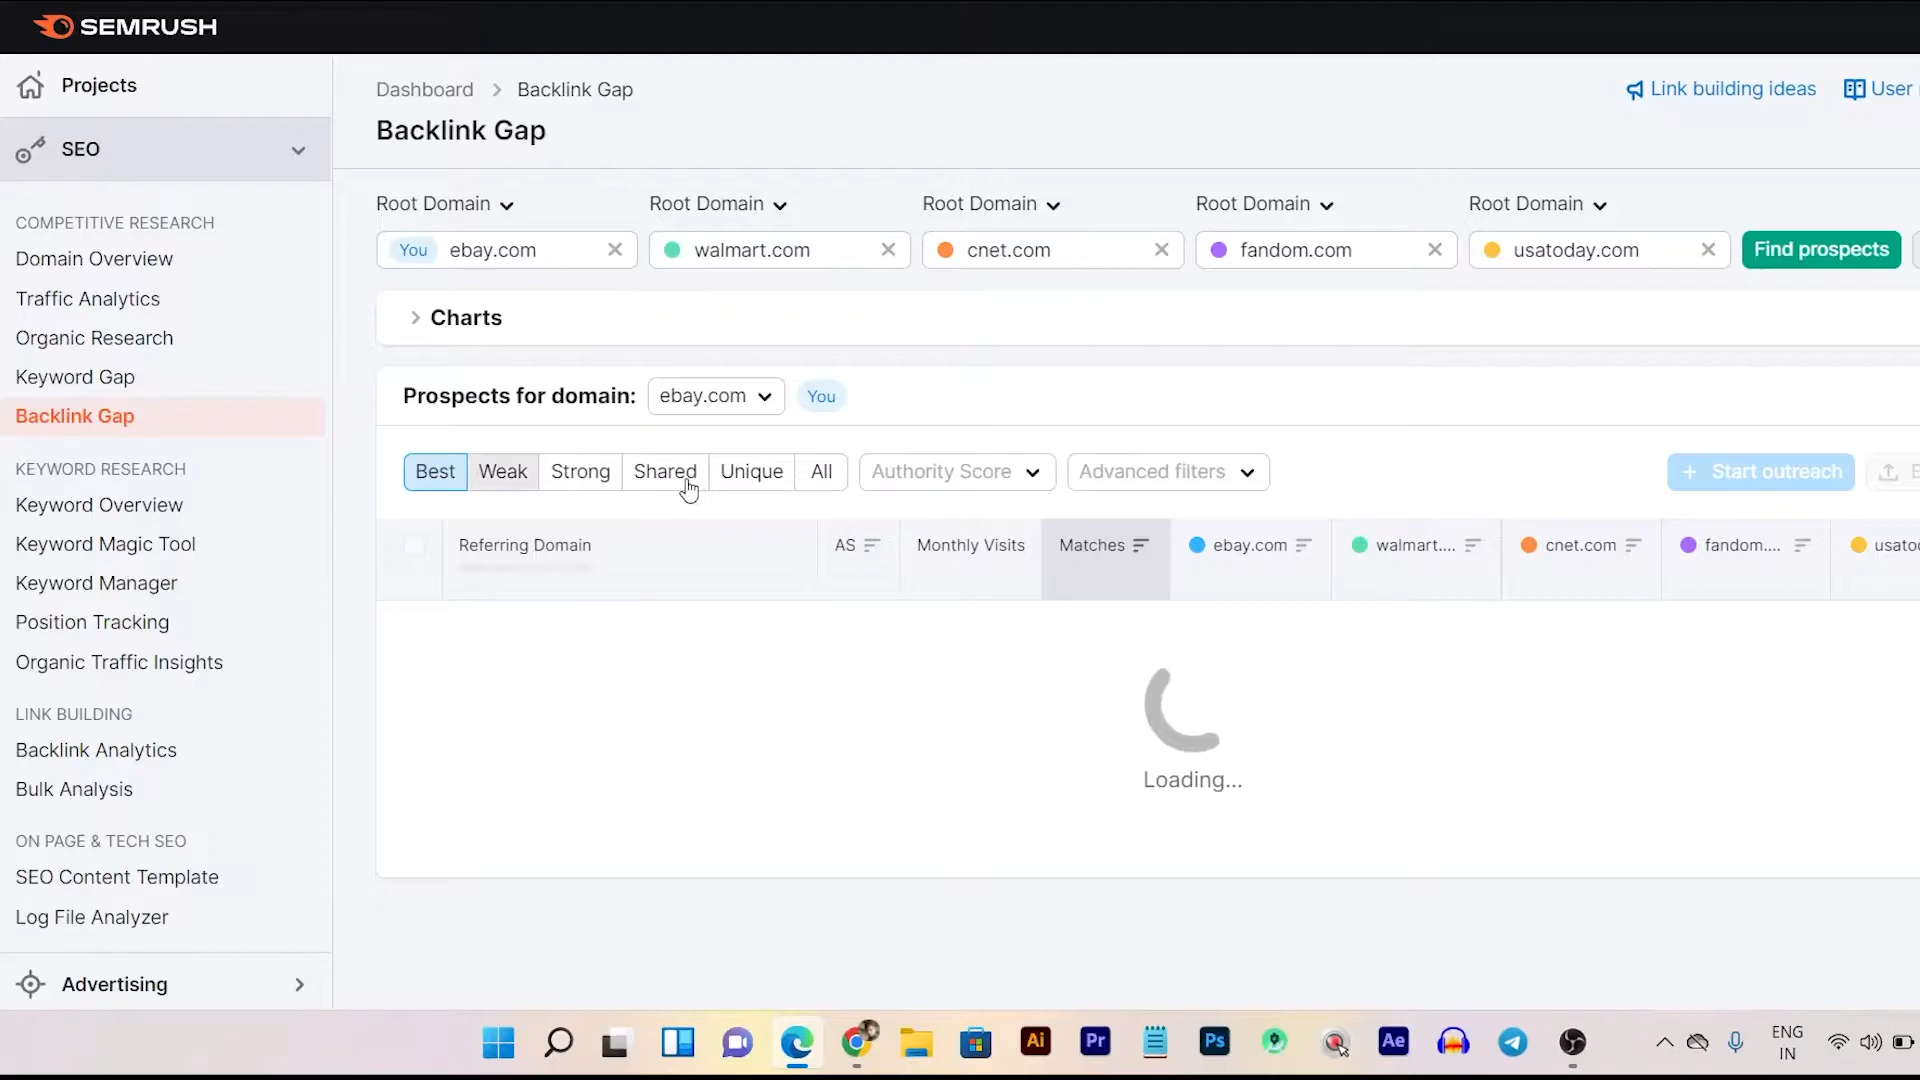 SEMRUSH
Projects
SEO
COMPETITIVE RESEARCH
Domain Overview
Traffic Analytics
Organic Research
Keyword Gap
Backlink Gap
KEYWORD RESEARCH
Keyword Overview
Keyword Magic Tool
Keyword Manager
Position Tracking
Organic Traffic Insights
LINK BUILDING
Backlink Analytics
Bulk Analysis
ON PAGE & TECH SEO
SEO Content Template
Log File Analyzer
Advertising
Dashboard > Backlink Gap
Link building ideas User
Backlink Gap
Root Domain Root Domain Root Domain Root Domain Root Domain
You ebay.com walmart.com cnet.com fandom.com usatoday.com Find prospects
Charts
Prospects for domain: ebay.com You
Best Weak Strong Shared Unique All Authority Score Advanced filters + Start outreach E
Referring Domain AS Monthly Visits Matches ebay.com walmart.... cnet.com fandom.... usato
Loading...
Ai Pr Ps Ae ENG
IN